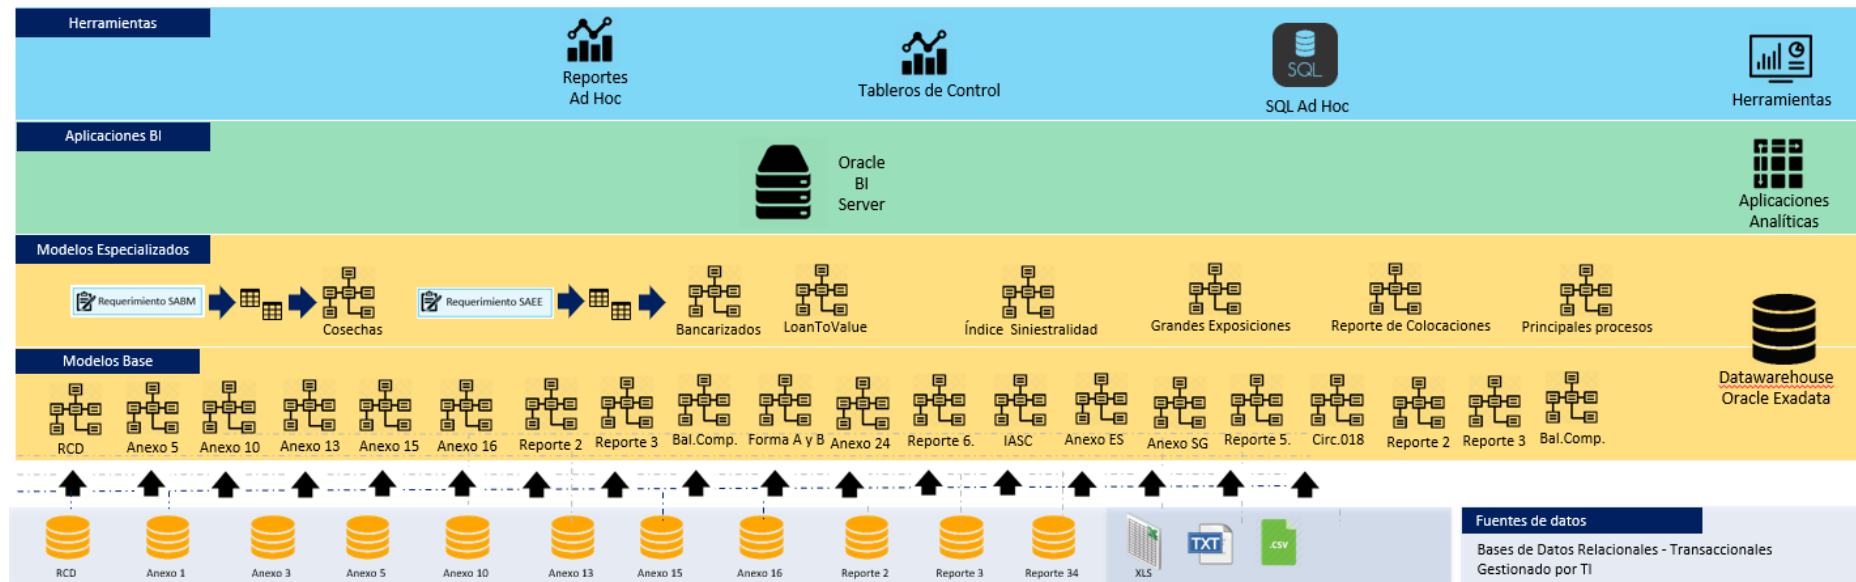 Herramientas
Reportes
Ad Hoc
Tableros de Control
SQL
SQL Ad Hoc
Herramientas
Aplicaciones BI
Oracle
BI
Server
Aplicaciones
Analíticas
Modelos Especializados
Requerimiento SABM
Cosechas
Requerimiento SAEE
Bancarizados
LoanToValue
Índice Siniestralidad
Grandes Exposiciones
Reporte de Colocaciones
Principales procesos
Datawarehouse
Oracle Exadata
Modelos Base
RCD
Anexo 5
Anexo 10
Anexo 13
Anexo 15
Anexo 16
Reporte 2
Reporte 3
Bal.Comp.
Forma A y B
Anexo 24
Reporte 6.
IASC
Anexo ES
Anexo SG
Reporte 5.
Circ.018
Reporte 2
Reporte 3
Bal.Comp.
RCD
Anexo 1
Anexo 3
Anexo 5
Anexo 10
Anexo 13
Anexo 15
Anexo 16
Reporte 2
Reporte 3
Reporte 34
XLS
TXT
.csv
Fuentes de datos
Bases de Datos Relacionales - Transaccionales
Gestionado por TI